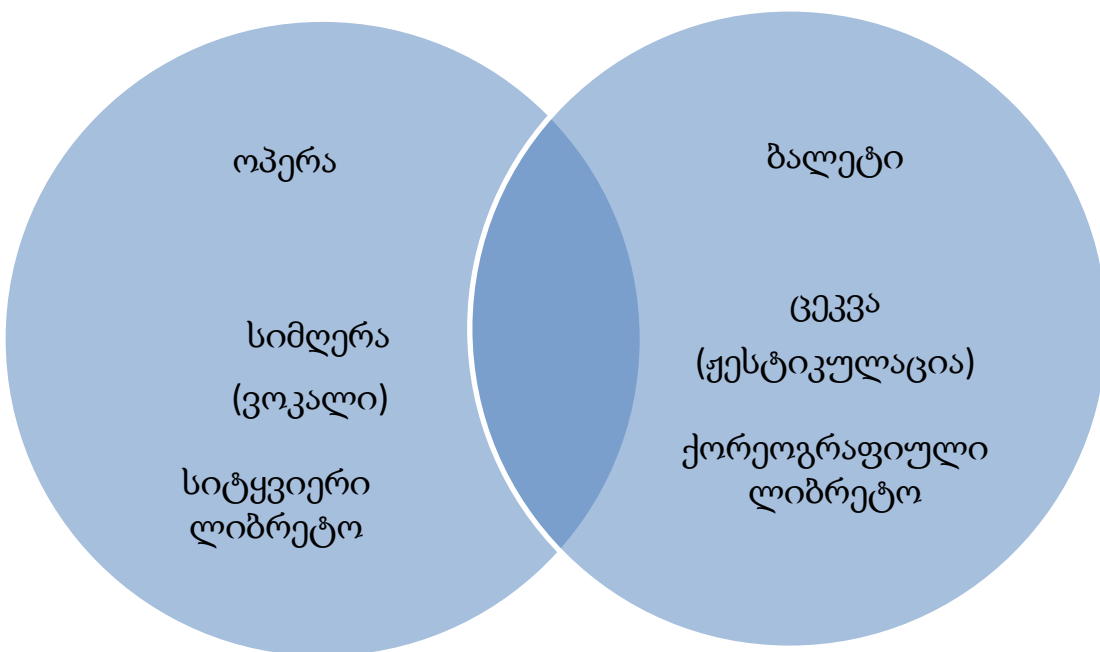 ოპერა
სიმღერა
(ვოკალი)
სიტყვიერი
ლიბრეტო
ბალეტი
ცეკვა
(ჟესტიკულაცია)
ქორეოგრაფიული
ლიბრეტო